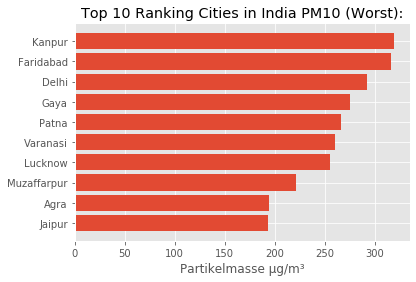 Top 10 Ranking Cities in India PM10 (Worst):
Kanpur
Faridabad
Delhi
Gaya
Patna
Varanasi
Lucknow
Muzaffarpur
Agra
Jaipur
0 50 100 150 200 250 300
Partikelmasse µg/m³